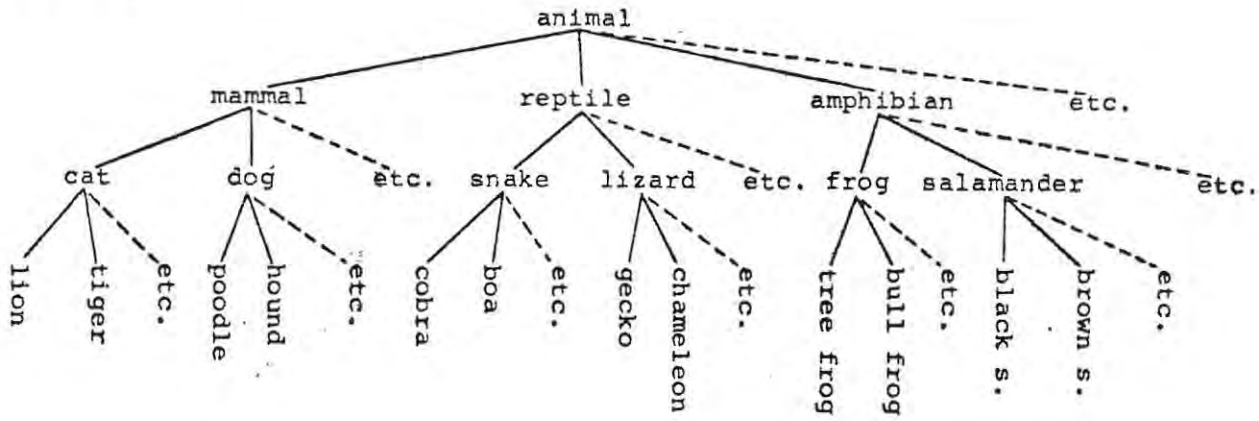 animal
mammal reptile amphibian etc.
cat dog etc. snake lizard etc. frog salamander etc.
lion tiger etc. poodle hound etc. cobra boa etc. gecko chameleon etc. tree frog bull frog etc. black s. brown s. etc.